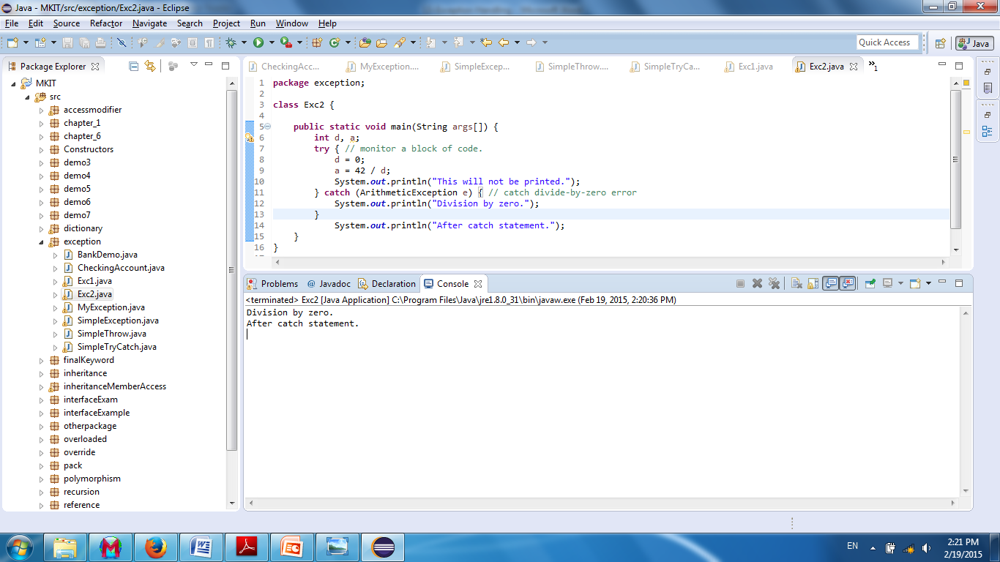 Java - MKIT/src/exception/Exc2.java - Eclipse
File Edit Source Refactor Navigate Search Project Run Window Help
Quick Access
Java
Package Explorer
MKIT
src
accessmodifier
chapter_1
chapter_6
Constructors
demo3
demo4
demo5
demo6
demo7
dictionary
exception
BankDemo.java
CheckingAccount.java
Exc1.java
Exc2.java
MyException.java
SimpleException.java
SimpleThrow.java
SimpleTryCatch.java
finalKeyword
inheritance
inheritanceMemberAccess
interfaceExam
interfaceExample
otherpackage
overloaded
override
pack
polymorphism
recursion
reference
CheckingAcc... MyException.... SimpleExcep... SimpleThrow.... SimpleTryCa... Exc1.java Exc2.java »1
1 package exception;
2
3 class Exc2 {
4
5 public static void main(String args[]) {
6 int d, a;
7 try { // monitor a block of code.
8 d = 0;
9 a = 42 / d;
10 System.out.println("This will not be printed.");
11 } catch (ArithmeticException e) { // catch divide-by-zero error
12 System.out.println("Division by zero.");
13 }
14 System.out.println("After catch statement.");
15 }
16 }
Problems @ Javadoc Declaration Console
<terminated> Exc2 [Java Application] C:\Program Files\Java\jre1.8.0_31\bin\javaw.exe (Feb 19, 2015, 2:20:36 PM)
Division by zero.
After catch statement.
EN
2:21 PM
2/19/2015